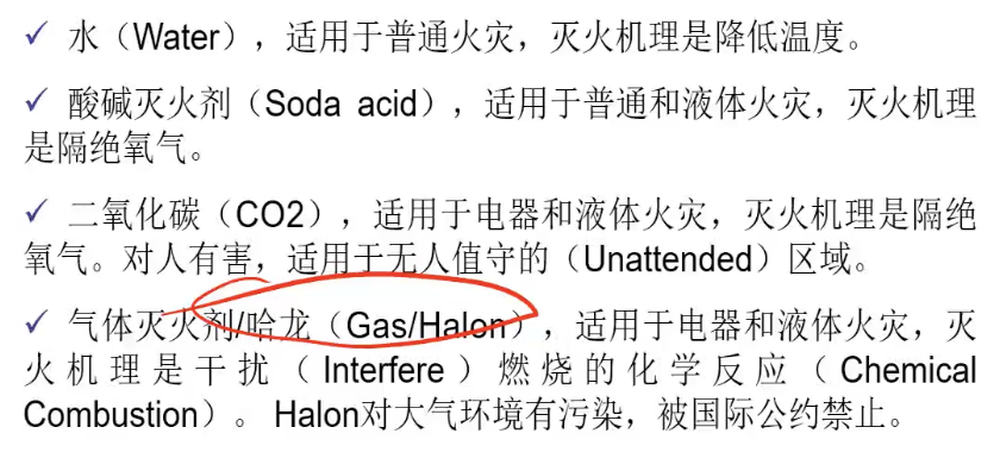 ✓ 水（Water），适用于普通火灾，灭火机理是降低温度。
✓ 酸碱灭火剂（Soda acid），适用于普通和液体火灾，灭火机理
是隔绝氧气。
✓ 二氧化碳（CO2），适用于电器和液体火灾，灭火机理是隔绝
氧气。对人有害，适用于无人值守的（Unattended）区域。
✓ 气体灭火剂/哈龙（Gas/Halon），适用于电器和液体火灾，灭
火机理是干扰（Interfere）燃烧的化学反应（Chemical
Combustion）。 Halon对大气环境有污染，被国际公约禁止。